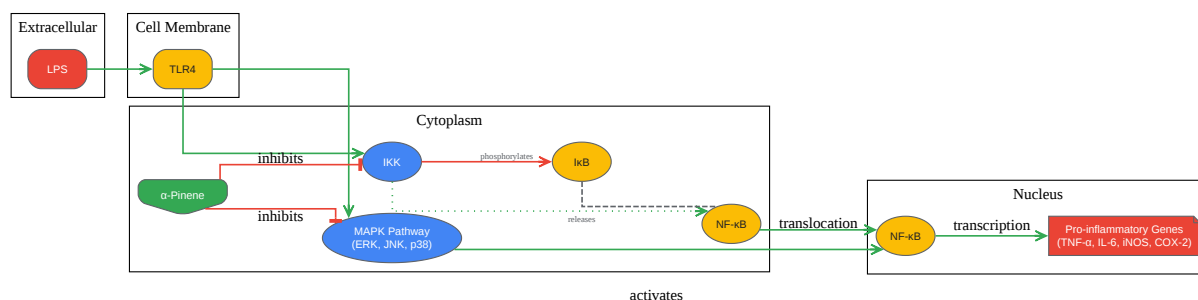 Extracellular
Cell Membrane
LPS
TLR4
Cytoplasm
inhibits
IKK
phosphorylates
IκB
α-Pinene
inhibits
MAPK Pathway
(ERK, JNK, p38)
releases
NF-κB
translocation
Nucleus
NF-κB
transcription
Pro-inflammatory Genes
(TNF-α, IL-6, iNOS, COX-2)
activates